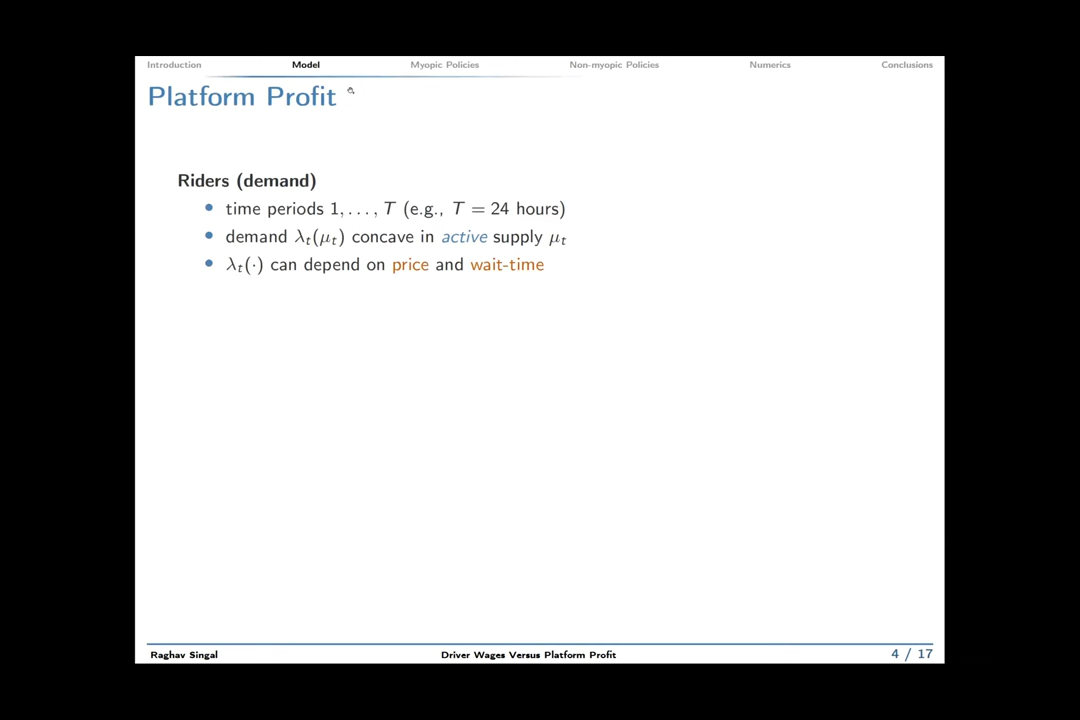 Introduction Model Myopic Policies Non-myopic Policies Numerics Conclusions
Platform Profit
Riders (demand)
• time periods 1, . . . , T (e.g., T = 24 hours)
• demand λₜ(μₜ) concave in active supply μₜ
• λₜ(·) can depend on price and wait-time
Raghav Singal Driver Wages Versus Platform Profit 4 / 17